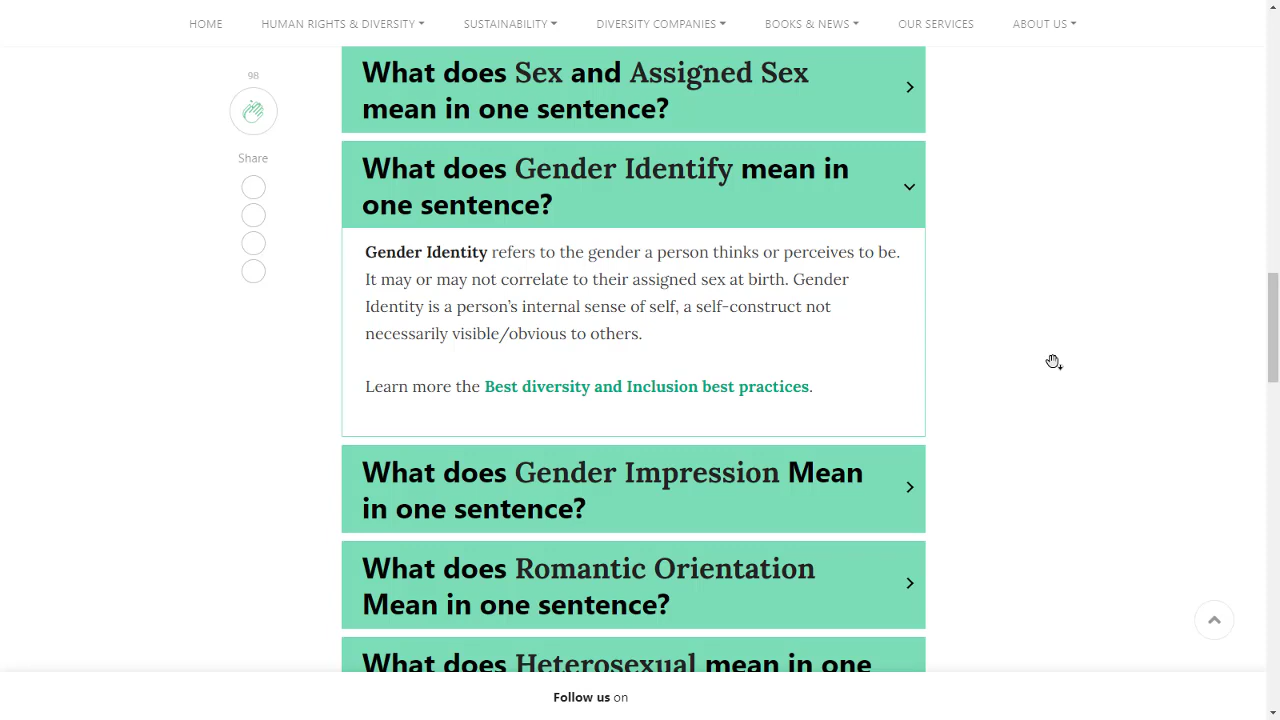 HOME HUMAN RIGHTS & DIVERSITY SUSTAINABILITY DIVERSITY COMPANIES BOOKS & NEWS OUR SERVICES ABOUT US
98
Share
What does Sex and Assigned Sex
mean in one sentence?
What does Gender Identify mean in
one sentence?
Gender Identity refers to the gender a person thinks or perceives to be.
It may or may not correlate to their assigned sex at birth. Gender
Identity is a person’s internal sense of self, a self-construct not
necessarily visible/obvious to others.
Learn more the Best diversity and Inclusion best practices.
What does Gender Impression Mean
in one sentence?
What does Romantic Orientation
Mean in one sentence?
What does Heterosexual mean in one
Follow us on